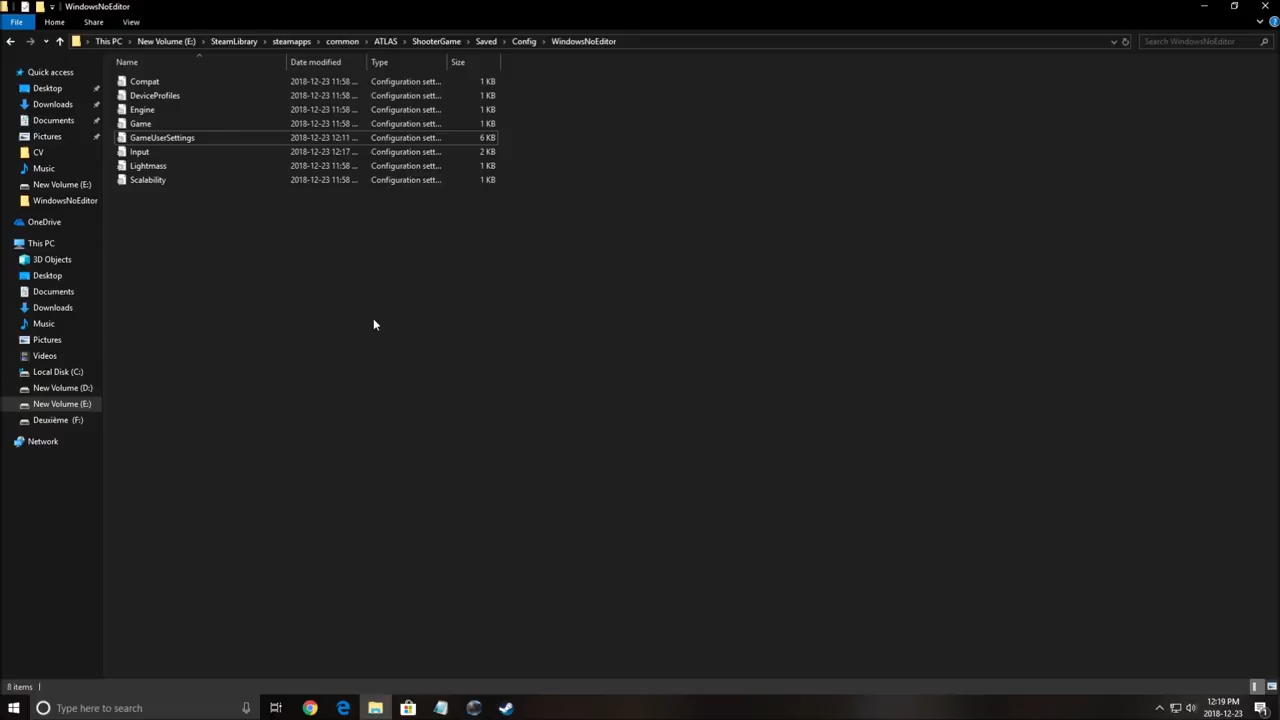 WindowsNoEditor
File Home Share View
This PC New Volume (E:) SteamLibrary steamapps common ATLAS ShooterGame Saved Config WindowsNoEditor
Search WindowsNoEditor
Name Date modified Type Size
Compat 2018-12-23 11:58 ... Configuration sett... 1 KB
DeviceProfiles 2018-12-23 11:58 ... Configuration sett... 1 KB
Engine 2018-12-23 11:58 ... Configuration sett... 1 KB
Game 2018-12-23 11:58 ... Configuration sett... 1 KB
GameUserSettings 2018-12-23 12:11 ... Configuration sett... 6 KB
Input 2018-12-23 12:17 ... Configuration sett... 2 KB
Lightmass 2018-12-23 11:58 ... Configuration sett... 1 KB
Scalability 2018-12-23 11:58 ... Configuration sett... 1 KB
Quick access
Desktop
Downloads
Documents
Pictures
CV
Music
New Volume (E:)
WindowsNoEditor
OneDrive
This PC
3D Objects
Desktop
Documents
Downloads
Music
Pictures
Videos
Local Disk (C:)
New Volume (D:)
New Volume (E:)
Deuxième (F:)
Network
8 items
Type here to search
12:19 PM
2018-12-23
1